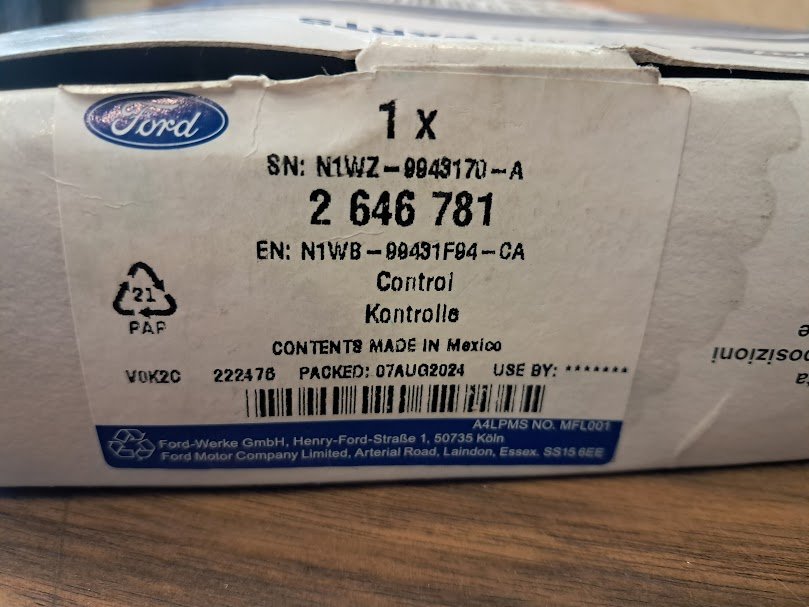 Ford
1 x
SN: N1WZ-9943170-A
2 646 781
EN: N1WB-99431F94-CA
Control
Kontrolle
21
PAP
CONTENTS MADE IN Mexico
V0K2C 222476 PACKED: 07AUG2024 USE BY: *******
A4LPMS NO. MFL001
Ford-Werke GmbH, Henry-Ford-Straße 1, 50735 Köln
Ford Motor Company Limited, Arterial Road, Laindon, Essex. SS15 6EE